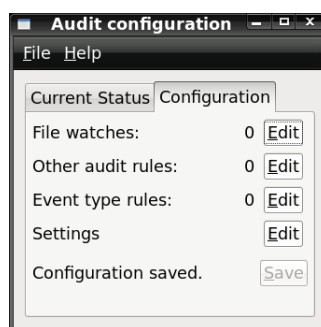 Audit configuration
File Help
Current Status Configuration
File watches: 0 Edit
Other audit rules: 0 Edit
Event type rules: 0 Edit
Settings Edit
Configuration saved. Save